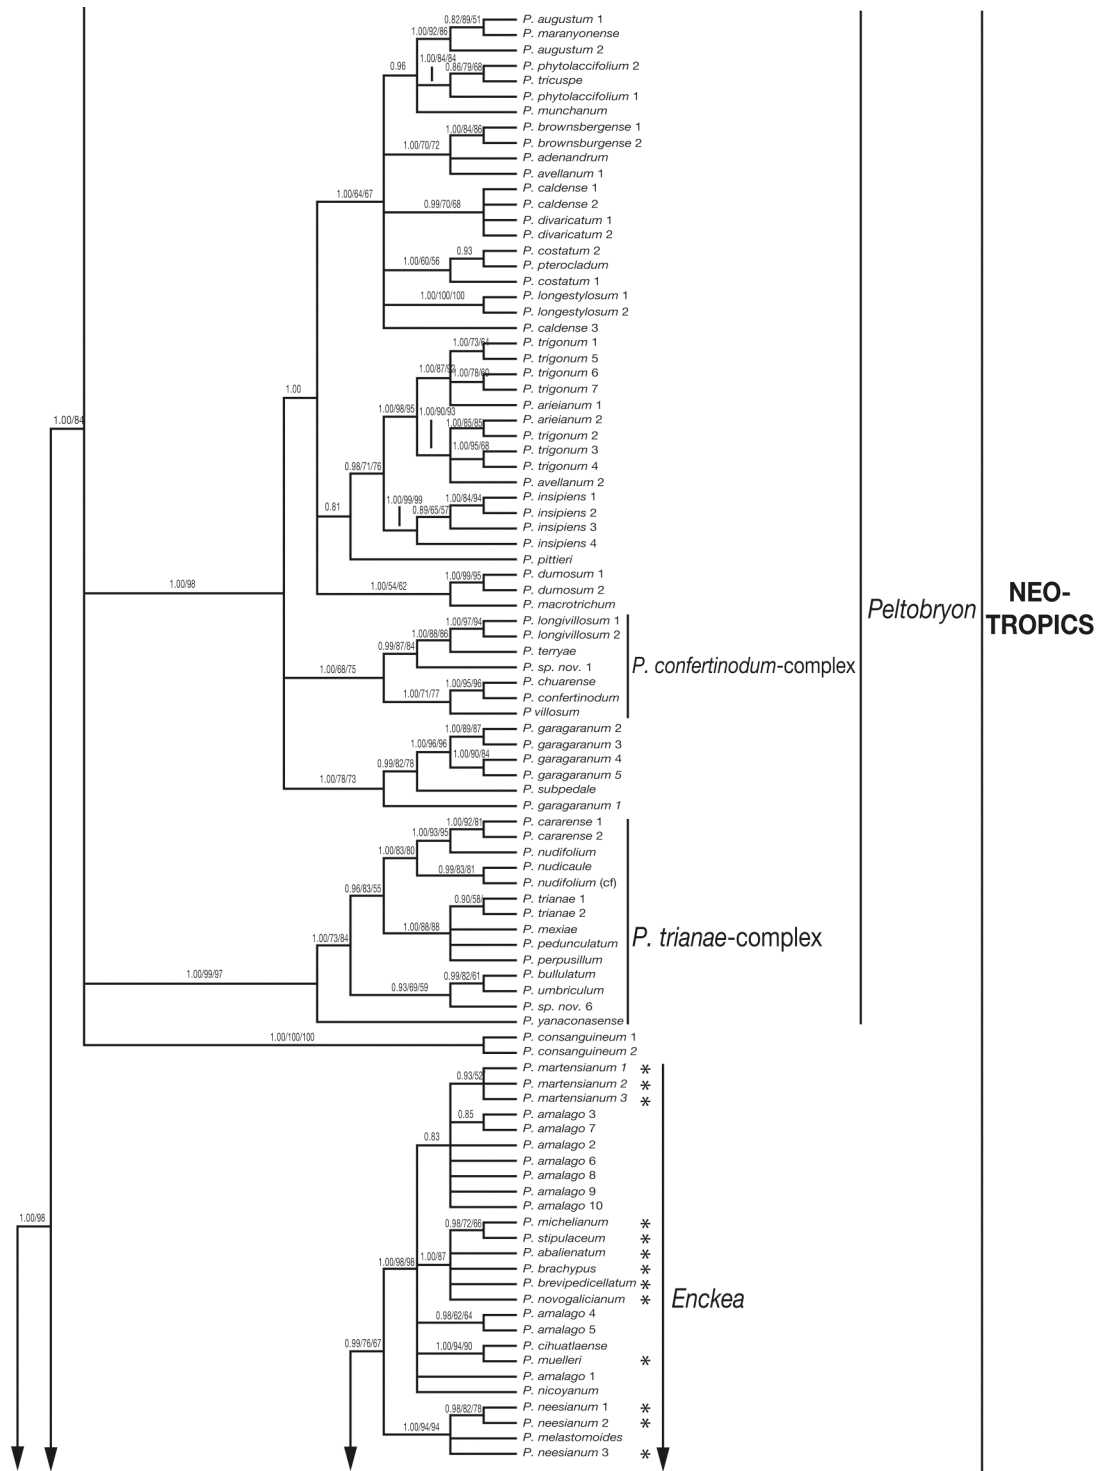 0.82/89/51
P. augustum 1
1.00/92/86
P. maranyonense
P. augustum 2
1.00/84/84
0.96
0.86/79/68
P. phytolaccifolium 2
P. tricuspe
P. phytolaccifolium 1
P. munchanum
1.00/84/86
P. brownsbergense 1
P. brownsburgense 2
1.00/70/72
P. adenandrum
P. avellanum 1
P. caldense 1
1.00/64/67
0.99/70/68
P. caldense 2
P. divaricatum 1
P. divaricatum 2
0.93
P. costatum 2
1.00/60/56
P. pterocladum
P. costatum 1
1.00/100/100
P. longestylosum 1
P. longestylosum 2
P. caldense 3
1.00/73/64
P. trigonum 1
P. trigonum 5
1.00/87/92
1.00/78/60
P. trigonum 6
P. trigonum 7
1.00
1.00/98/95
1.00/90/93
P. arieianum 1
1.00/84
1.00/85/85
P. arieianum 2
P. trigonum 2
1.00/95/68
P. trigonum 3
0.98/71/76
P. trigonum 4
P. avellanum 2
1.00/99/99
1.00/84/94
P. insipiens 1
0.81
0.89/65/57
P. insipiens 2
P. insipiens 3
P. insipiens 4
P. pittieri
1.00/98
1.00/54/62
1.00/99/95
P. dumosum 1
P. dumosum 2
P. macrotrichum
Peltobryon
NEO-
TROPICS
1.00/97/94
P. longivillosum 1
1.00/88/86
P. longivillosum 2
0.99/87/84
P. terryae
P. sp. nov. 1
P. confertinodum-complex
1.00/68/75
1.00/95/96
P. chuarense
1.00/71/77
P. confertinodum
P villosum
1.00/89/87
P. garagaranum 2
1.00/96/96
P. garagaranum 3
0.99/82/78
1.00/90/84
P. garagaranum 4
P. garagaranum 5
1.00/78/73
P. subpedale
P. garagaranum 1
1.00/92/81
P. cararense 1
1.00/93/95
P. cararense 2
1.00/83/80
P. nudifolium
0.99/83/81
P. nudicaule
P. nudifolium (cf)
0.96/83/55
0.90/58/
P. trianae 1
P. trianae 2
1.00/88/88
P. mexiae
P. trianae-complex
1.00/73/84
P. pedunculatum
P. perpusillum
1.00/99/97
0.99/82/61
P. bullulatum
0.93/69/59
P. umbriculum
P. sp. nov. 6
P. yanaconasense
1.00/100/100
P. consanguineum 1
P. consanguineum 2
0.93/52
P. martensianum 1 *
P. martensianum 2 *
P. martensianum 3 *
0.85
P. amalago 3
P. amalago 7
0.83
P. amalago 2
P. amalago 6
P. amalago 8
P. amalago 9
P. amalago 10
1.00/98
0.98/72/66
P. michelianum *
P. stipulaceum *
1.00/98/98
1.00/87
P. abalienatum *
P. brachypus *
P. brevipedicellatum *
P. novogalicianum *
Enckea
0.98/62/64
P. amalago 4
P. amalago 5
0.99/76/67
1.00/94/90
P. cihuatlaense
P. muelleri *
P. amalago 1
P. nicoyanum
0.98/82/78
P. neesianum 1 *
1.00/94/94
P. neesianum 2 *
P. melastomoides
P. neesianum 3 *